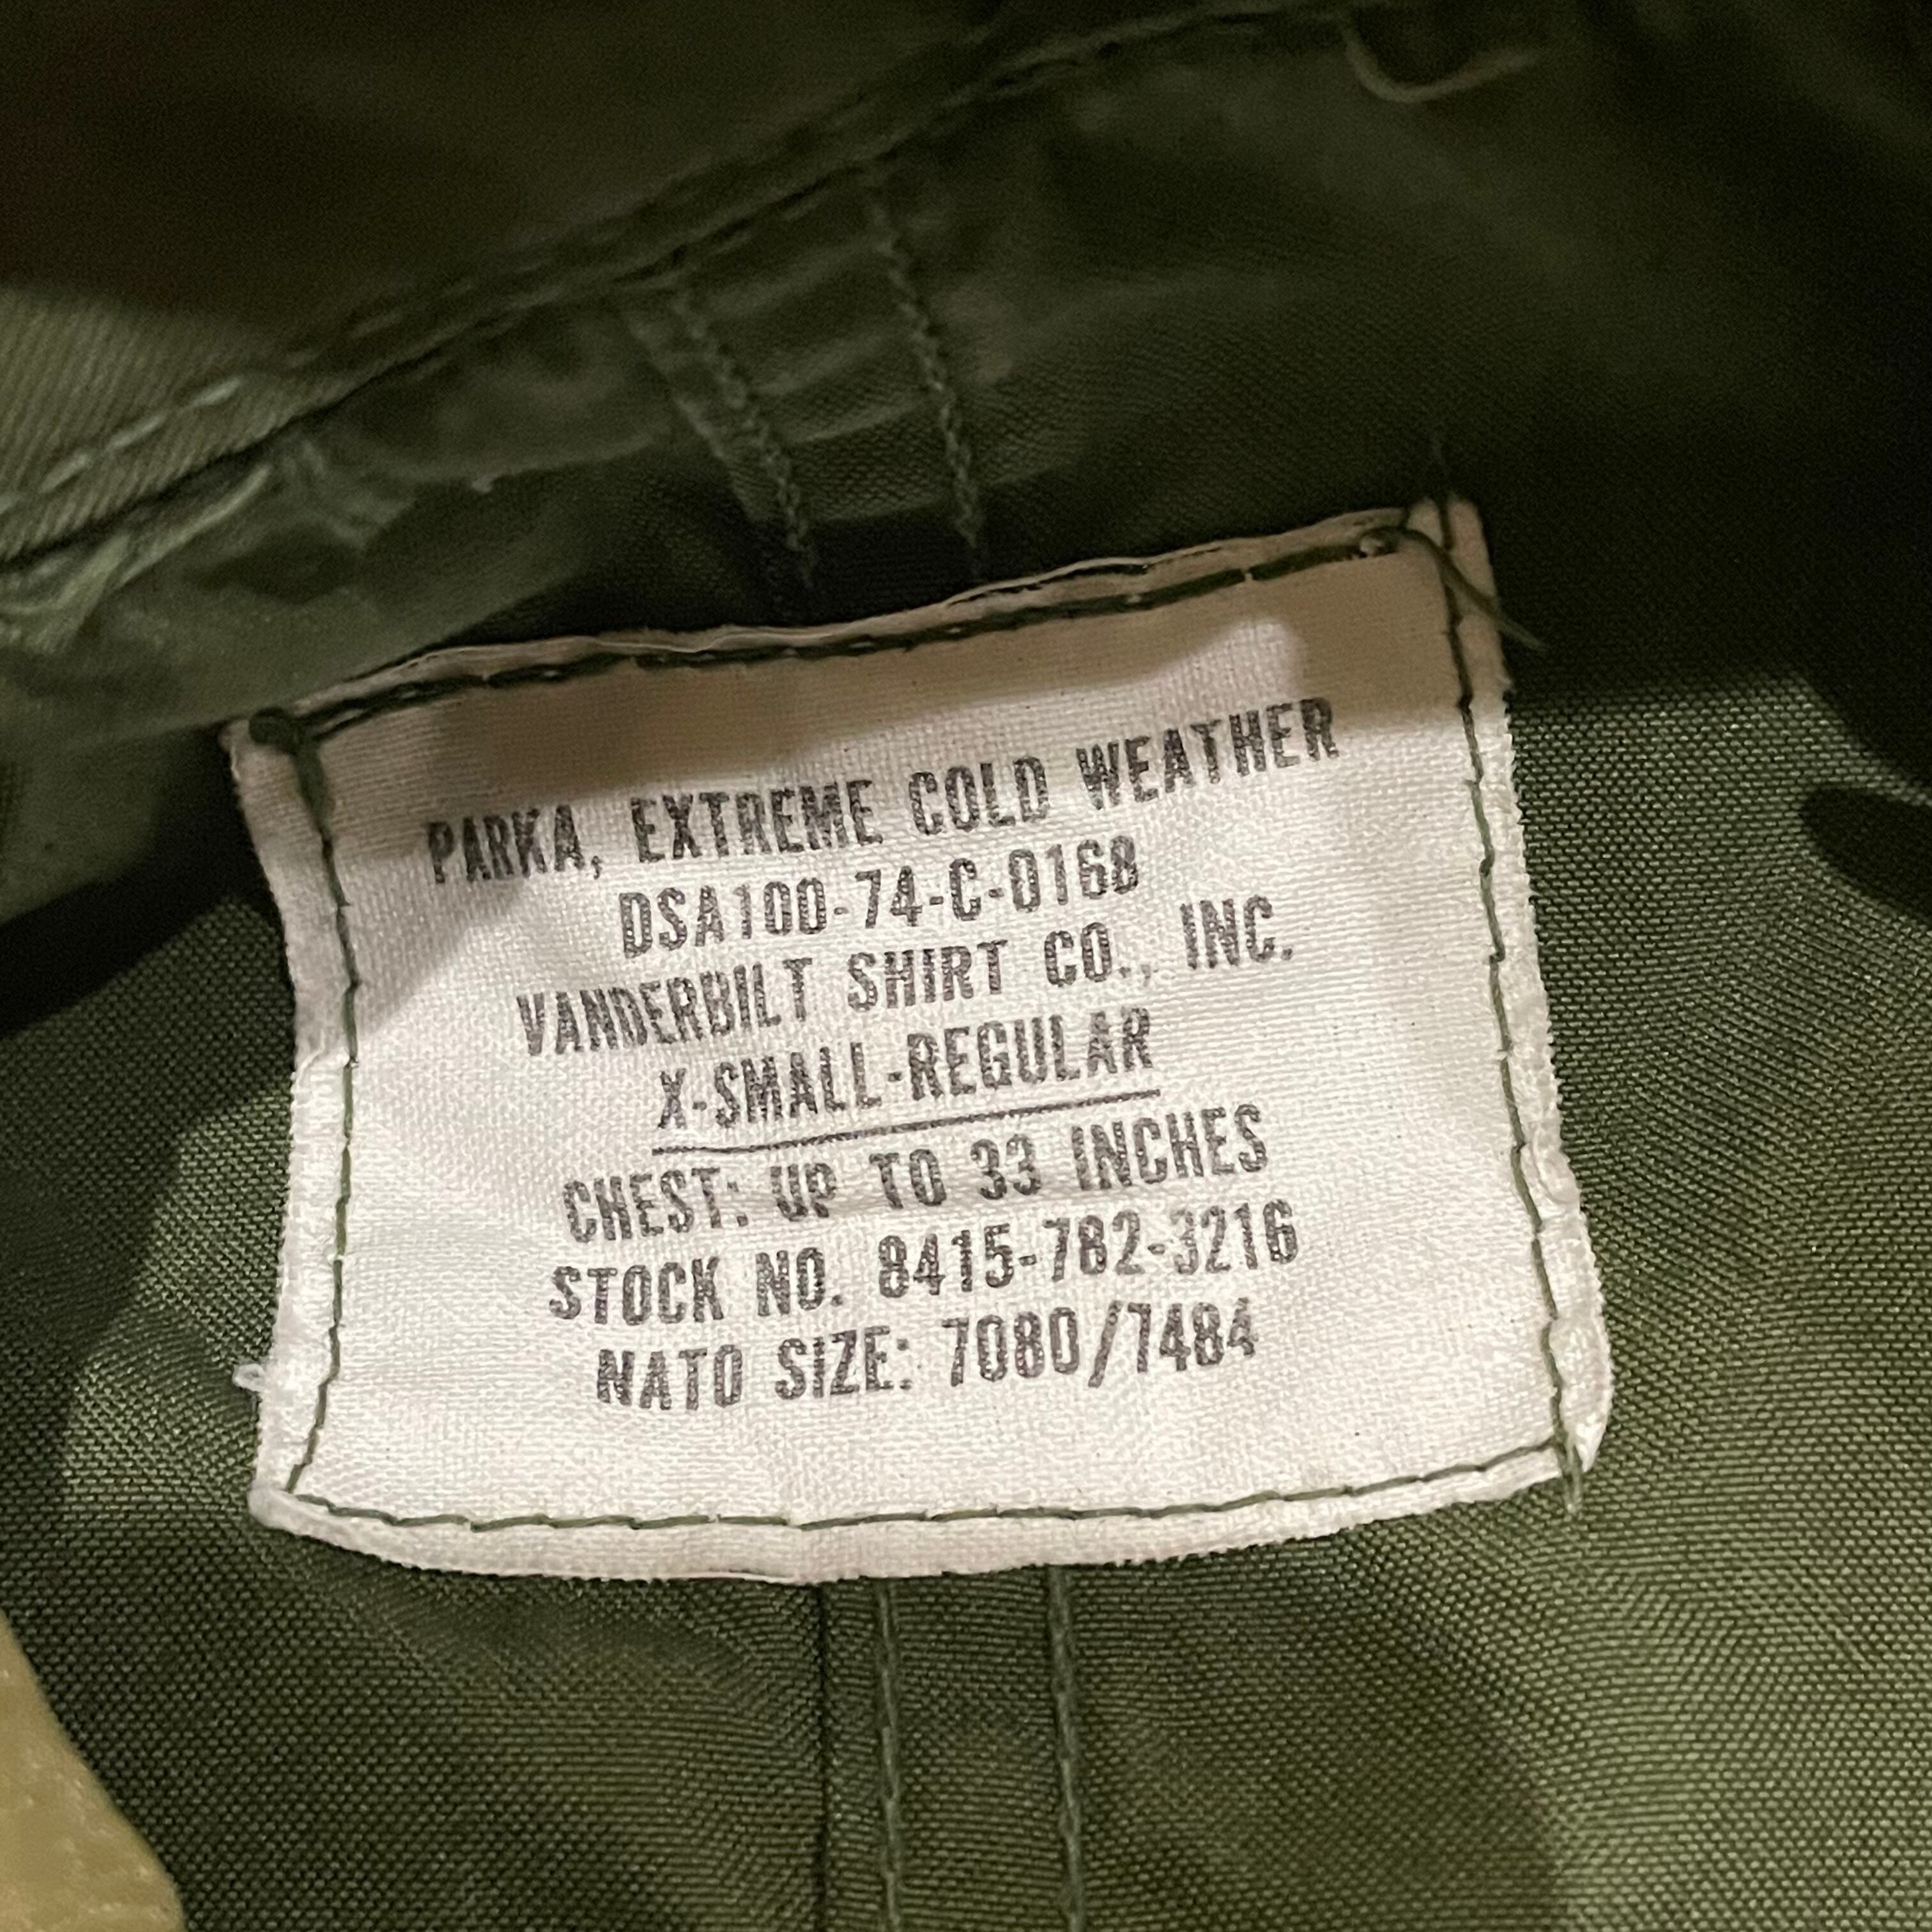 PARKA, EXTREME COLD WEATHER
DSA100-74-C-0168
VANDERBILT SHIRT CO., INC.
X-SMALL-REGULAR
CHEST: UP TO 33 INCHES
STOCK NO. 8415-782-3216
NATO SIZE: 7080/7484